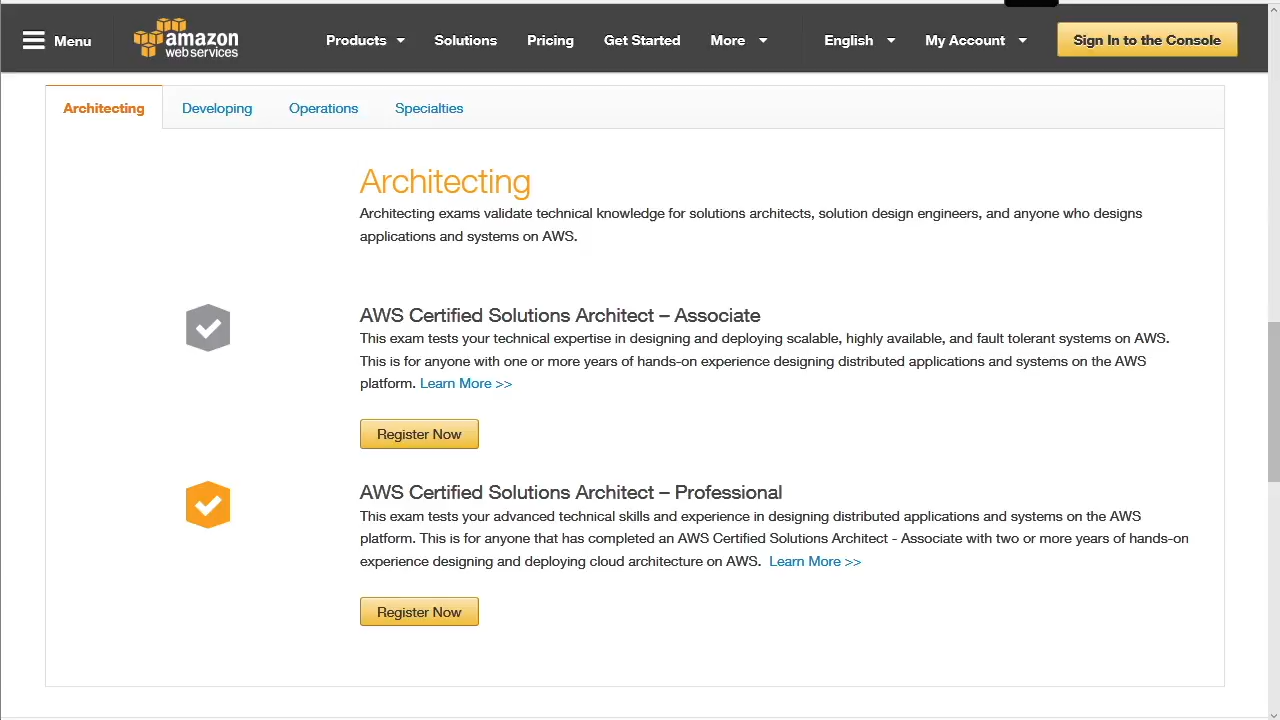 Menu
amazon
web services
Products
Solutions
Pricing
Get Started
More
English
My Account
Sign In to the Console
Architecting
Developing
Operations
Specialties
Architecting
Architecting exams validate technical knowledge for solutions architects, solution design engineers, and anyone who designs
applications and systems on AWS.
AWS Certified Solutions Architect – Associate
This exam tests your technical expertise in designing and deploying scalable, highly available, and fault tolerant systems on AWS.
This is for anyone with one or more years of hands-on experience designing distributed applications and systems on the AWS
platform. Learn More >>
Register Now
AWS Certified Solutions Architect – Professional
This exam tests your advanced technical skills and experience in designing distributed applications and systems on the AWS
platform. This is for anyone that has completed an AWS Certified Solutions Architect - Associate with two or more years of hands-on
experience designing and deploying cloud architecture on AWS. Learn More >>
Register Now